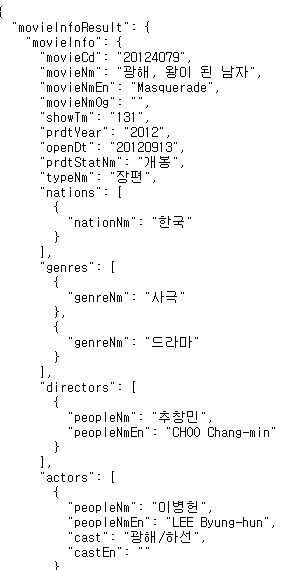 {
"movieInfoResult": {
"movieInfo": {
"movieCd": "20124079",
"movieNm": "광해, 왕이 된 남자",
"movieNmEn": "Masquerade",
"movieNmOg": "",
"showTm": "131",
"prdtYear": "2012",
"openDt": "20120913",
"prdtStatNm": "개봉",
"typeNm": "장편",
"nations": [
{
"nationNm": "한국"
}
],
"genres": [
{
"genreNm": "사극"
},
{
"genreNm": "드라마"
}
],
"directors": [
{
"peopleNm": "추창민",
"peopleNmEn": "CHOO Chang-min"
}
],
"actors": [
{
"peopleNm": "이병헌",
"peopleNmEn": "LEE Byung-hun",
"cast": "광해/하선",
"castEn": ""
}